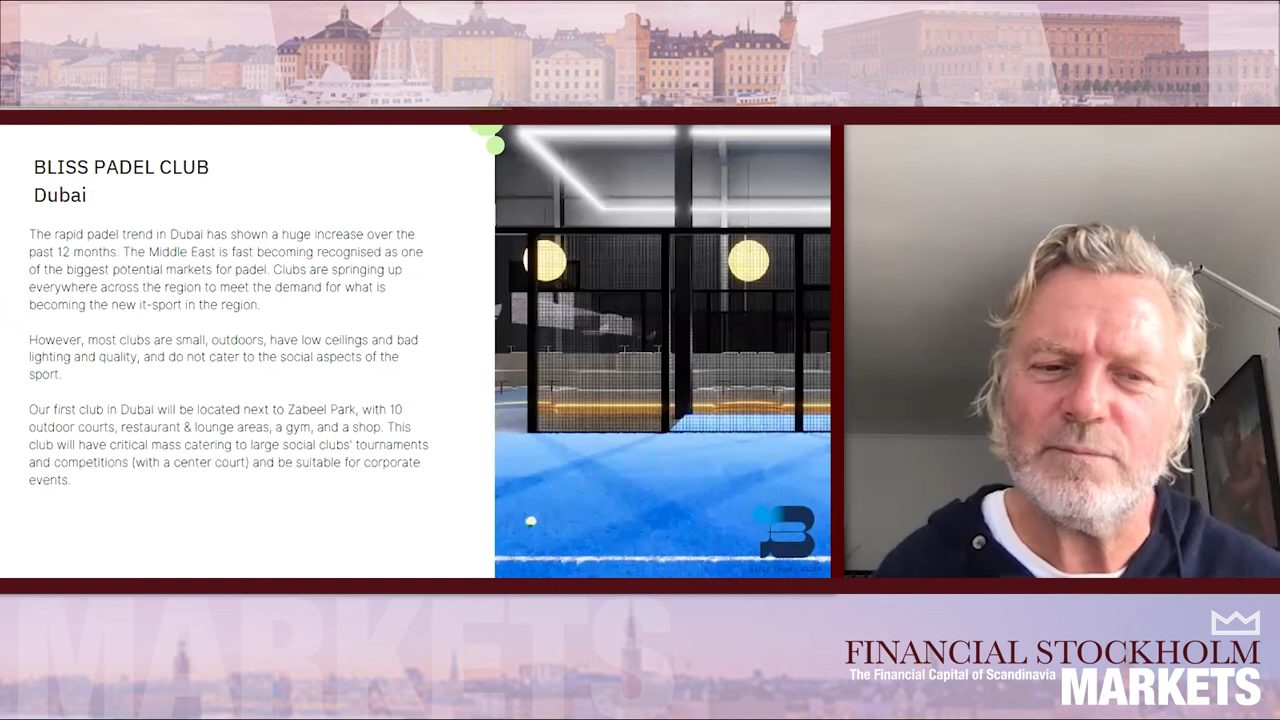 BLISS PADEL CLUB
Dubai
The rapid padel trend in Dubai has shown a huge increase over the
past 12 months. The Middle East is fast becoming recognised as one
of the biggest potential markets for padel. Clubs are springing up
everywhere across the region to meet the demand for what is
becoming the new it-sport in the region.
However, most clubs are small, outdoors, have low ceilings and bad
lighting and quality, and do not cater to the social aspects of the
sport.
Our first club in Dubai will be located next to Zabeel Park, with 10
outdoor courts, restaurant & lounge areas, a gym, and a shop. This
club will have critical mass catering to large social clubs' tournaments
and competitions (with a center court) and be suitable for corporate
events.
B
BLISS PADEL CLUB
MARKETS
FINANCIAL STOCKHOLM
The Financial Capital of Scandinavia
MARKETS